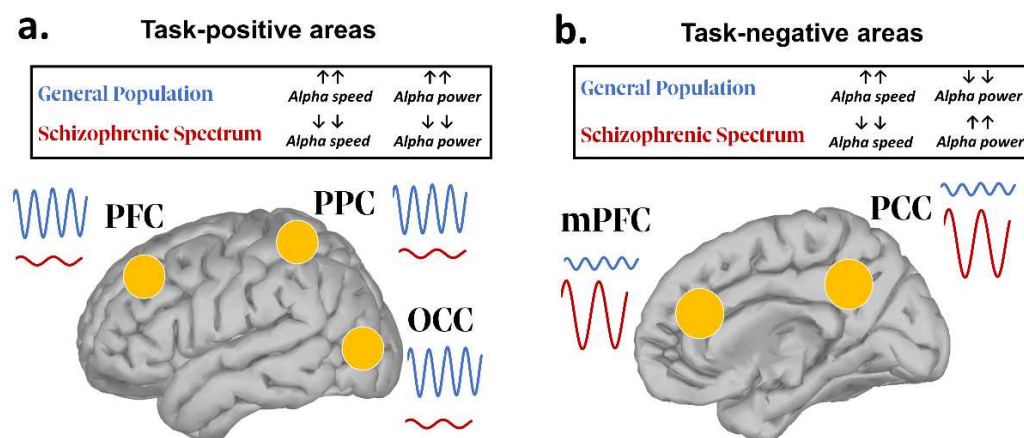 a.
Task-positive areas
General Population
↑↑ ↑↑
Alpha speed Alpha power
Schizophrenic Spectrum
↓↓ ↓↓
Alpha speed Alpha power
PFC
PPC
OCC
b.
Task-negative areas
General Population
↑↑ ↓↓
Alpha speed Alpha power
Schizophrenic Spectrum
↓↓ ↑↑
Alpha speed Alpha power
mPFC
PCC